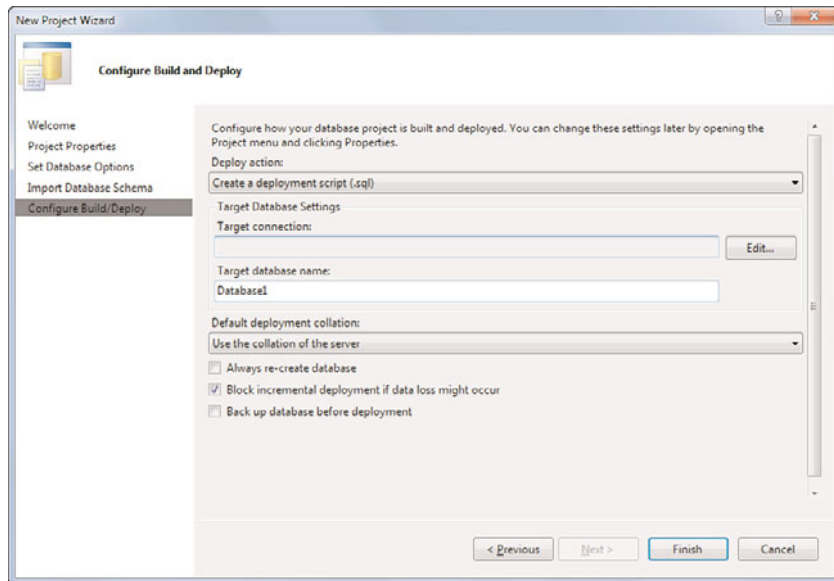 New Project Wizard
Configure Build and Deploy
Welcome
Project Properties
Set Database Options
Import Database Schema
Configure Build/Deploy
Configure how your database project is built and deployed. You can change these settings later by opening the
Project menu and clicking Properties.
Deploy action:
Create a deployment script (.sql)
Target Database Settings
Target connection:
Edit...
Target database name:
Database1
Default deployment collation:
Use the collation of the server
Always re-create database
Block incremental deployment if data loss might occur
Back up database before deployment
< Previous
Next >
Finish
Cancel